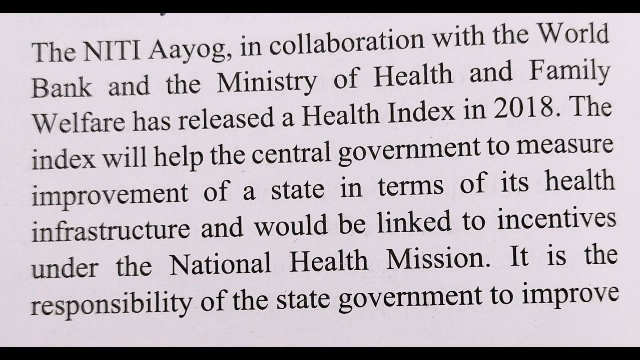 The NITI Aayog, in collaboration with the World
Bank and the Ministry of Health and Family
Welfare has released a Health Index in 2018. The
index will help the central government to measure
improvement of a state in terms of its health
infrastructure and would be linked to incentives
under the National Health Mission. It is the
responsibility of the state government to improve